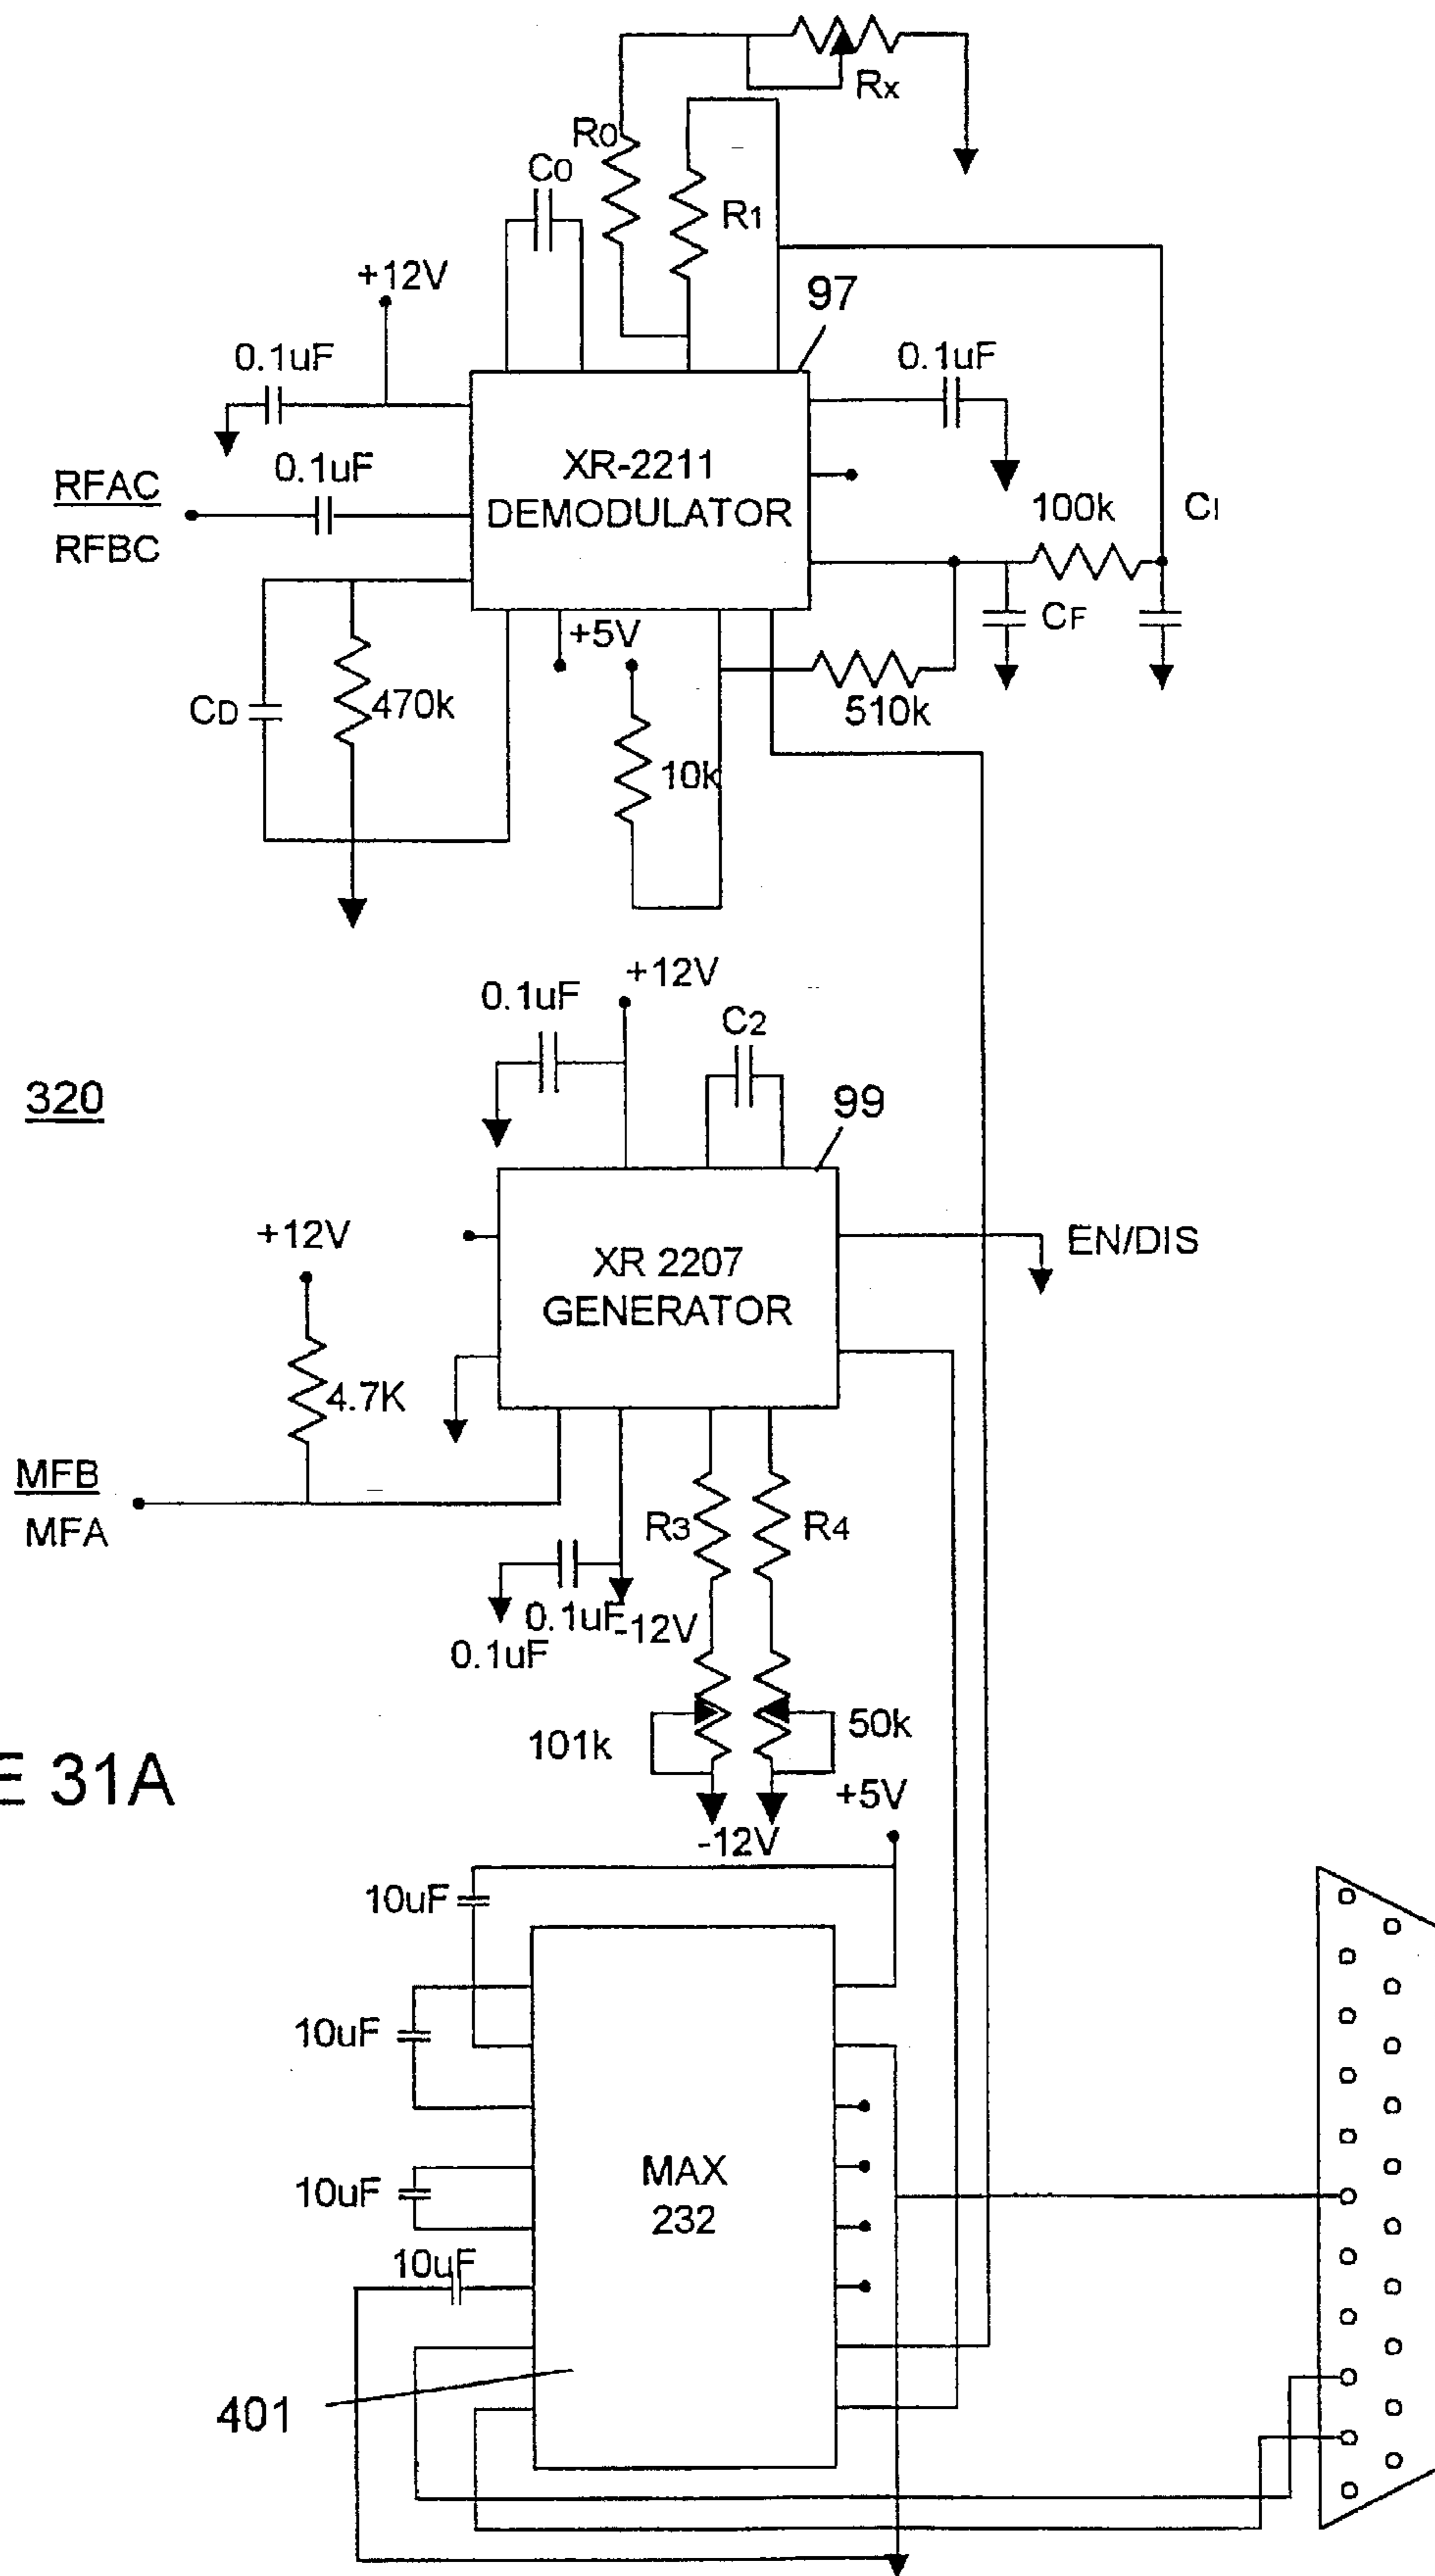 Rx
R0
C0
R1
+12V
97
0.1uF
0.1uF
XR-2211
DEMODULATOR
RFAC
RFBC
0.1uF
100k
CI
CF
+5V
CD
470k
510k
10k
+12V
0.1uF
C2
320
99
+12V
XR 2207
GENERATOR
EN/DIS
4.7K
MFB
MFA
R3
R4
0.1uF
-12V
0.1uF
101k
50k
+5V
E 31A
-12V
10uF
10uF
MAX
232
10uF
10uF
401